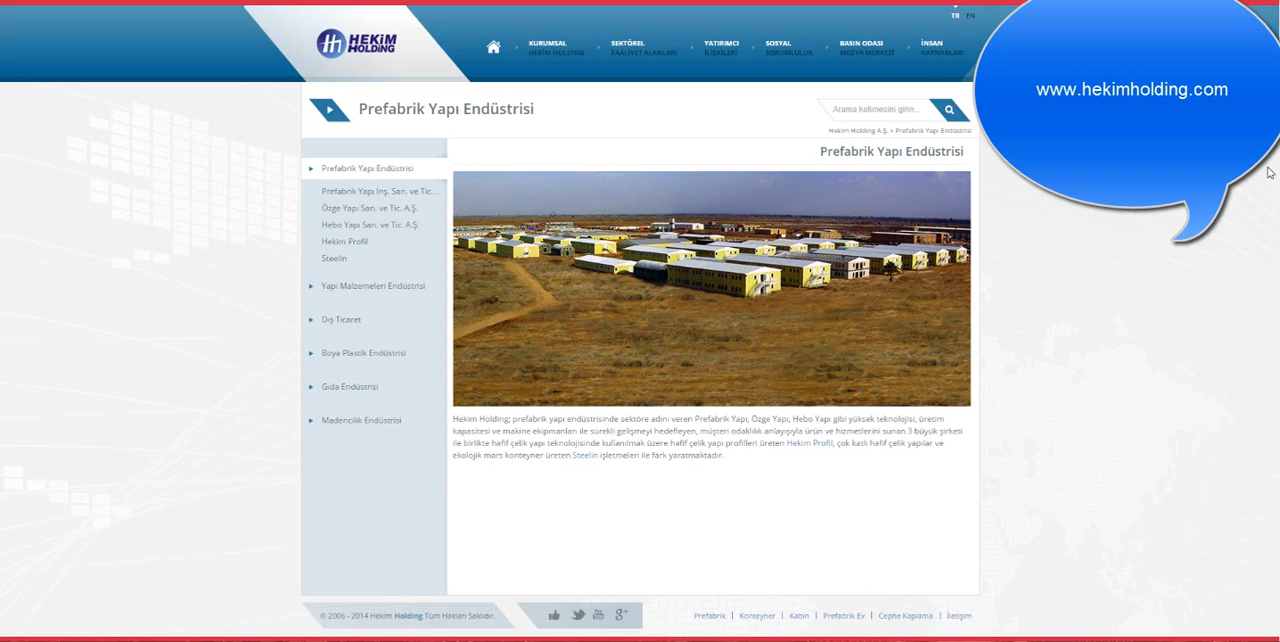 TR EN
www.hekimholding.com
HEKİM HOLDİNG
KURUMSAL
HEKİM HOLDİNG
SEKTÖREL
FAALİYET ALANLARI
YATIRIMCI
İLİŞKİLERİ
SOSYAL
SORUMLULUK
BASIN ODASI
MEDYA MERKEZİ
İNSAN
KAYNAKLARI
Prefabrik Yapı Endüstrisi
Arama kelimesini girin...
Hekim Holding A.Ş. » Prefabrik Yapı Endüstrisi
Prefabrik Yapı Endüstrisi
Prefabrik Yapı Endüstrisi
Prefabrik Yapı İnş. San. ve Tic....
Özge Yapı San. ve Tic. A.Ş.
Hebo Yapı San. ve Tic. A.Ş.
Hekim Profil
Steelin
Yapı Malzemeleri Endüstrisi
Dış Ticaret
Boya Plastik Endüstrisi
Gıda Endüstrisi
Madencilik Endüstrisi
Hekim Holding; prefabrik yapı endüstrisinde sektöre adını veren Prefabrik Yapı, Özge Yapı, Hebo Yapı gibi yüksek teknolojisi, üretim
kapasitesi ve makine ekipmanları ile sürekli gelişmeyi hedefleyen, müşteri odaklılık anlayışıyla ürün ve hizmetlerini sunan 3 büyük şirketi
ile birlikte hafif çelik yapı teknolojisinde kullanılmak üzere hafif çelik yapı profilleri üreten Hekim Profil, çok katlı hafif çelik yapılar ve
ekolojik mars konteyner üreten Steelin işletmeleri ile fark yaratmaktadır.
© 2006 - 2014 Hekim Holding Tüm Hakları Saklıdır.
Prefabrik | Konteyner | Kabin | Prefabrik Ev | Cephe Kaplama | İletişim